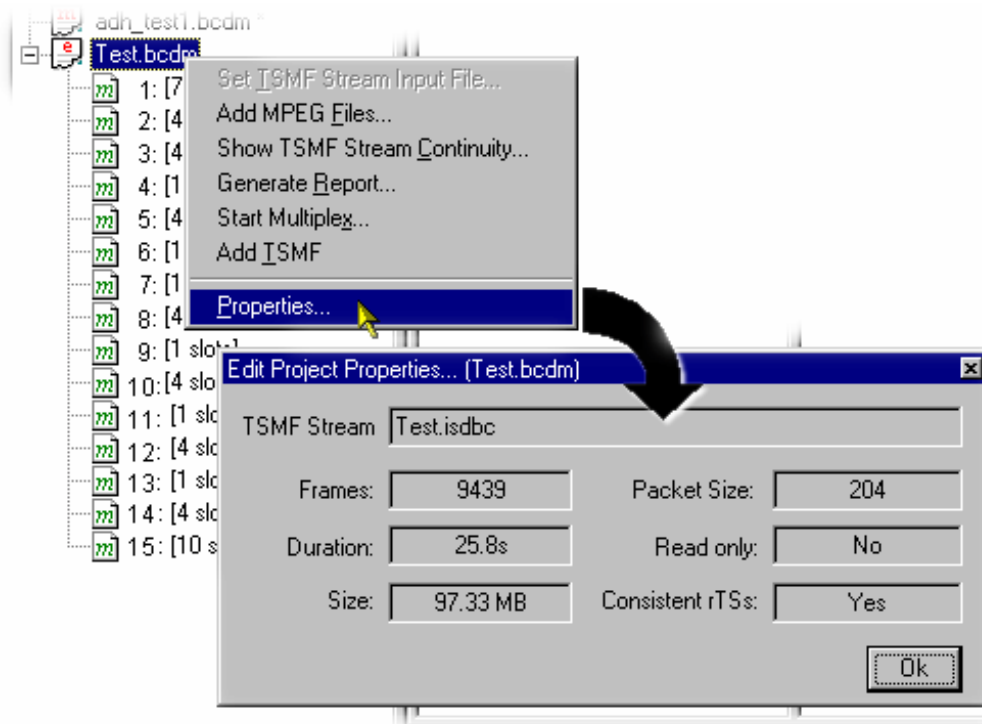 adh_test1.bcdm *
Test.bcdm
1: [7
2: [4
3: [4
4: [1
5: [4
6: [1
7: [1
8: [4
9: [1 slots]
10: [4 slo
11: [1 slo
12: [4 slo
13: [1 slo
14: [4 slo
15: [10 s
Set TSMF Stream Input File...
Add MPEG Files...
Show TSMF Stream Continuity...
Generate Report...
Start Multiplex...
Add TSMF
Properties...
Edit Project Properties... (Test.bcdm)
TSMF Stream Test.isdbc
Frames: 9439 Packet Size: 204
Duration: 25.8s Read only: No
Size: 97.33 MB Consistent rTSs: Yes
Ok